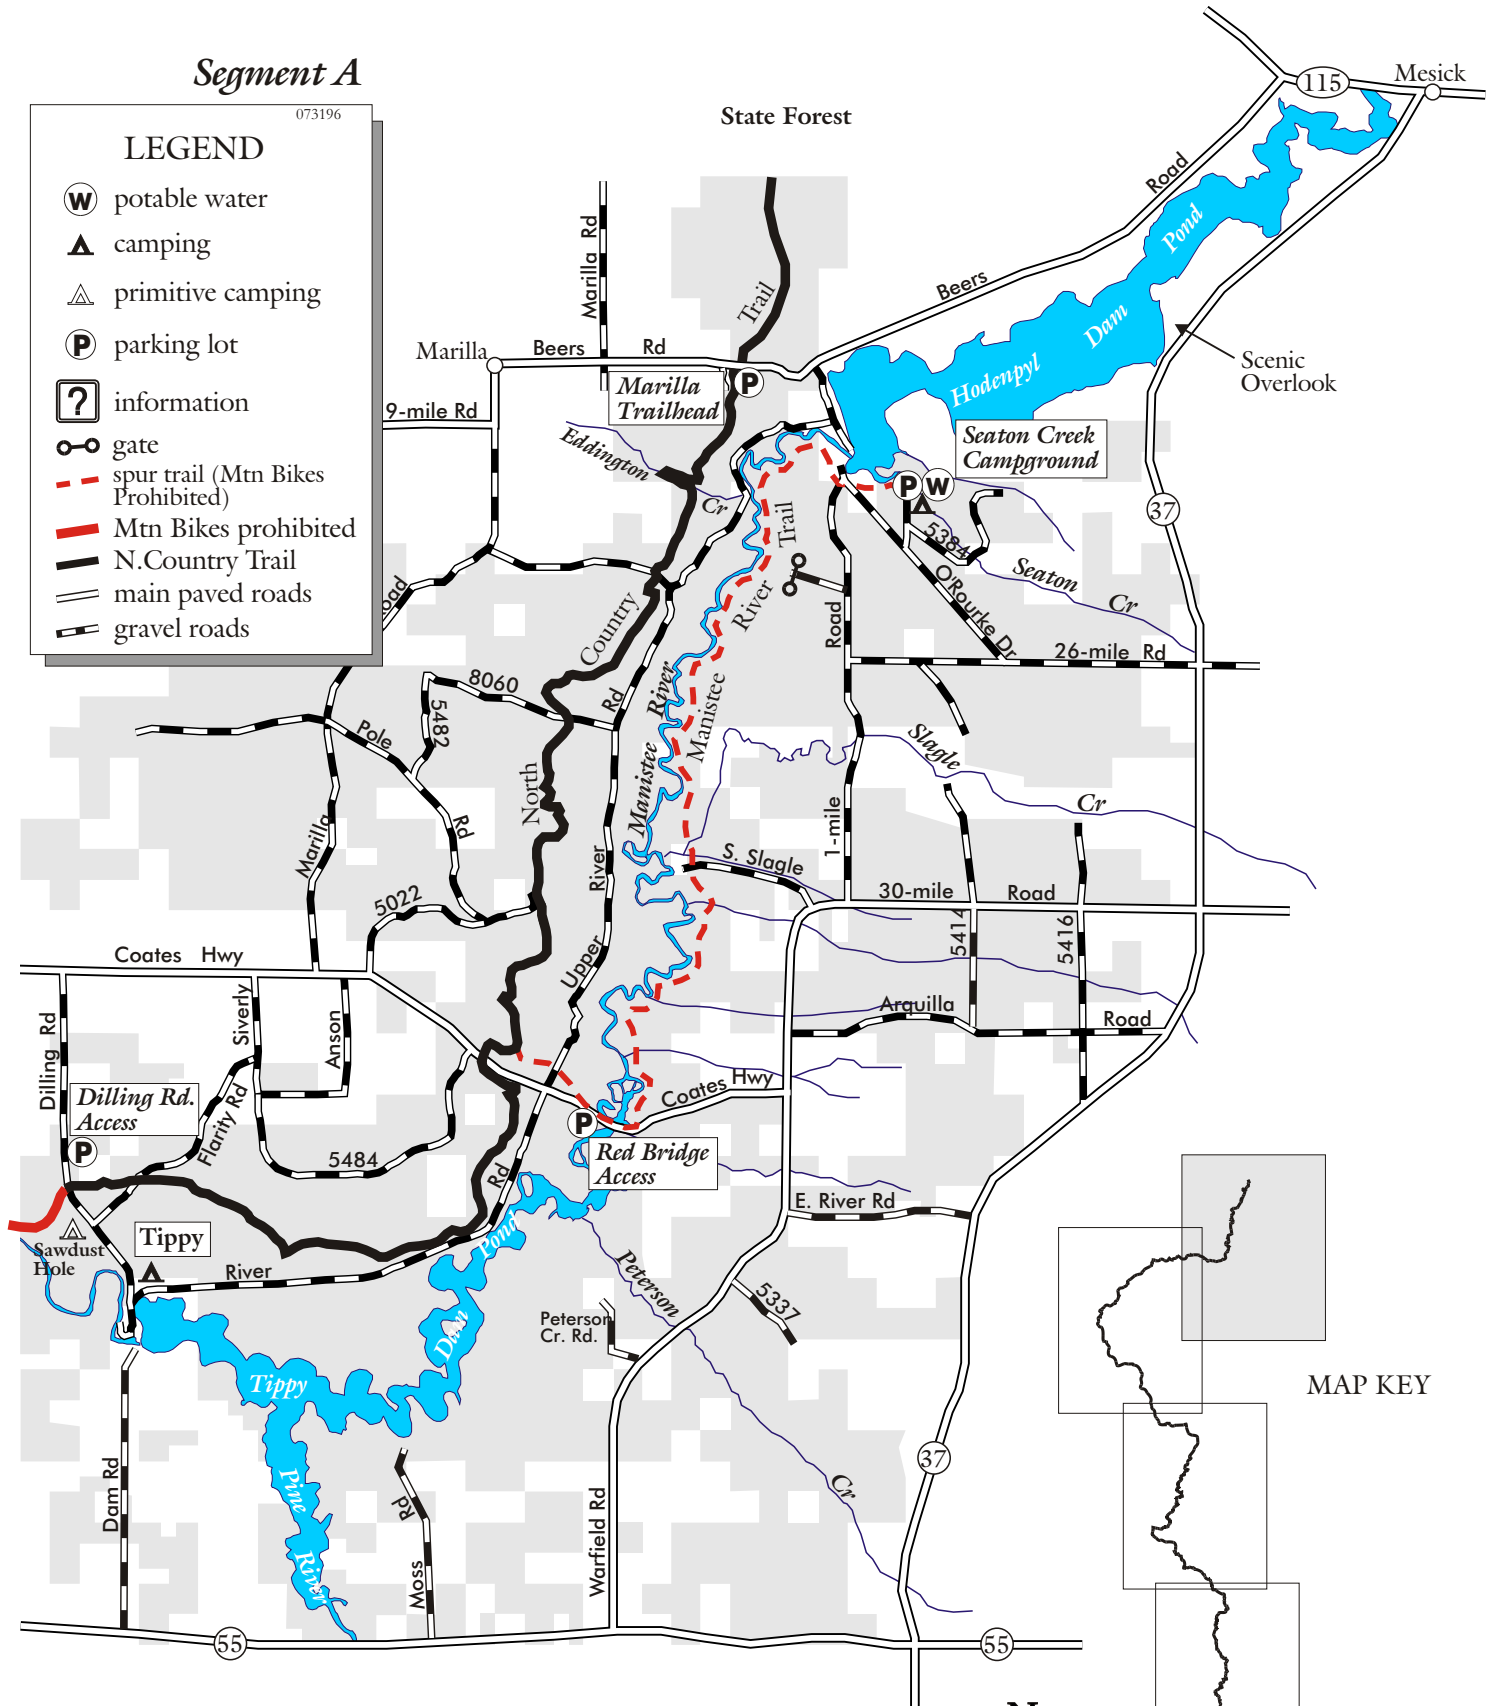 Segment A
073196
LEGEND
W potable water
camping
primitive camping
P parking lot
? information
gate
spur trail (Mtn Bikes
Prohibited)
Mtn Bikes prohibited
N.Country Trail
main paved roads
gravel roads
State Forest
115
Mesick
Road
Beers
Pond
Dam
Hodenpyl
Scenic
Overlook
Marilla Rd
Trail
Marilla
Beers Rd
Marilla
Trailhead
P
9-mile Rd
Eddington
Cr
Seaton Creek
Campground
P W
37
5384
Seaton
Cr
O'Rourke Dr
26-mile Rd
Trail
River
Manistee
Road
1-mile
Country
North
oad
8060
5482
Pole
Rd
Marilla
5022
Rd
River
Upper
River
Manistee
Slagle
Cr
S. Slagle
30-mile Road
5414
5416
Arquilla
Road
Coates Hwy
Dilling Rd
Siverly
Anson
Flarity Rd
Dilling Rd.
Access
P
5484
Coates Hwy
P
Red Bridge
Access
Rd
E. River Rd
Sawdust
Hole
Tippy
River
Pond
Dam
Tippy
Peterson
Cr
Peterson
Cr. Rd.
5337
Pine
River
Dam Rd
Rd
Moss
Warfield Rd
37
55
55
MAP KEY
N